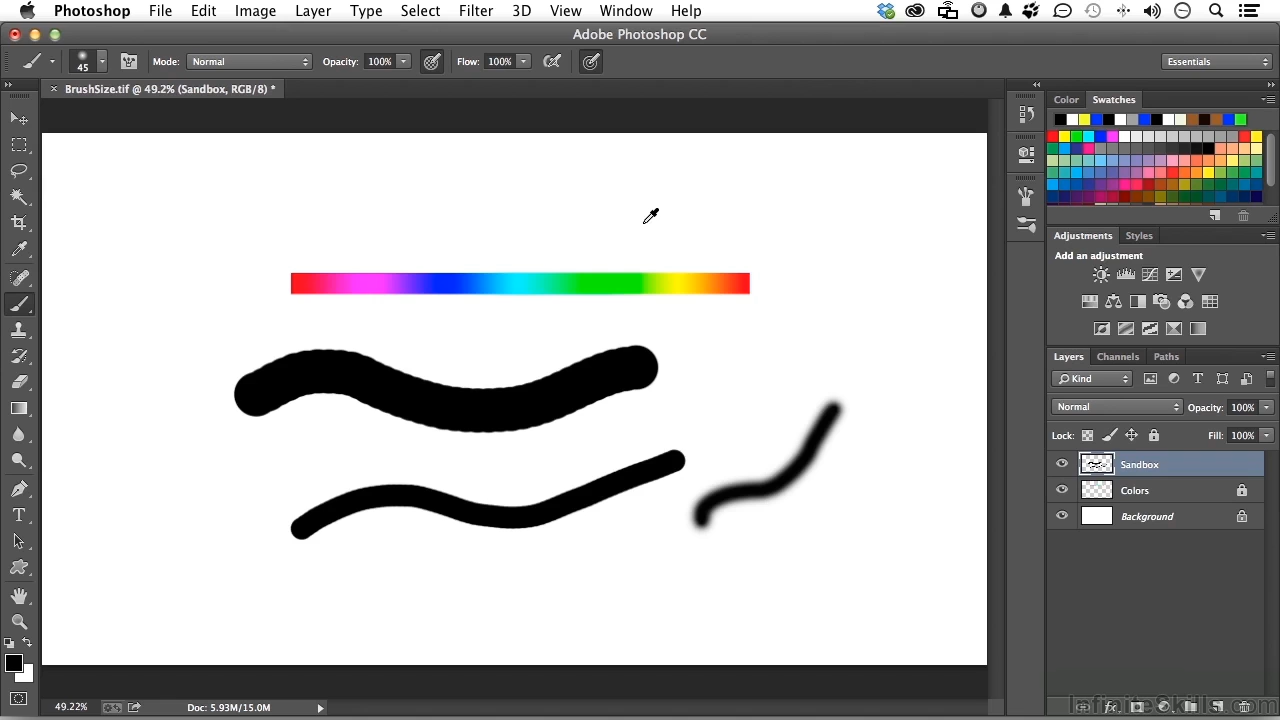 Photoshop File Edit Image Layer Type Select Filter 3D View Window Help
Adobe Photoshop CC
45 Mode: Normal Opacity: 100% Flow: 100% Essentials
× BrushSize.tif @ 49.2% (Sandbox, RGB/8) *
Color Swatches
Adjustments Styles
Add an adjustment
Layers Channels Paths
Kind
Normal Opacity: 100%
Lock: Fill: 100%
Sandbox
Colors
Background
49.22% Doc: 5.93M/15.0M
InfiniteSkills.com